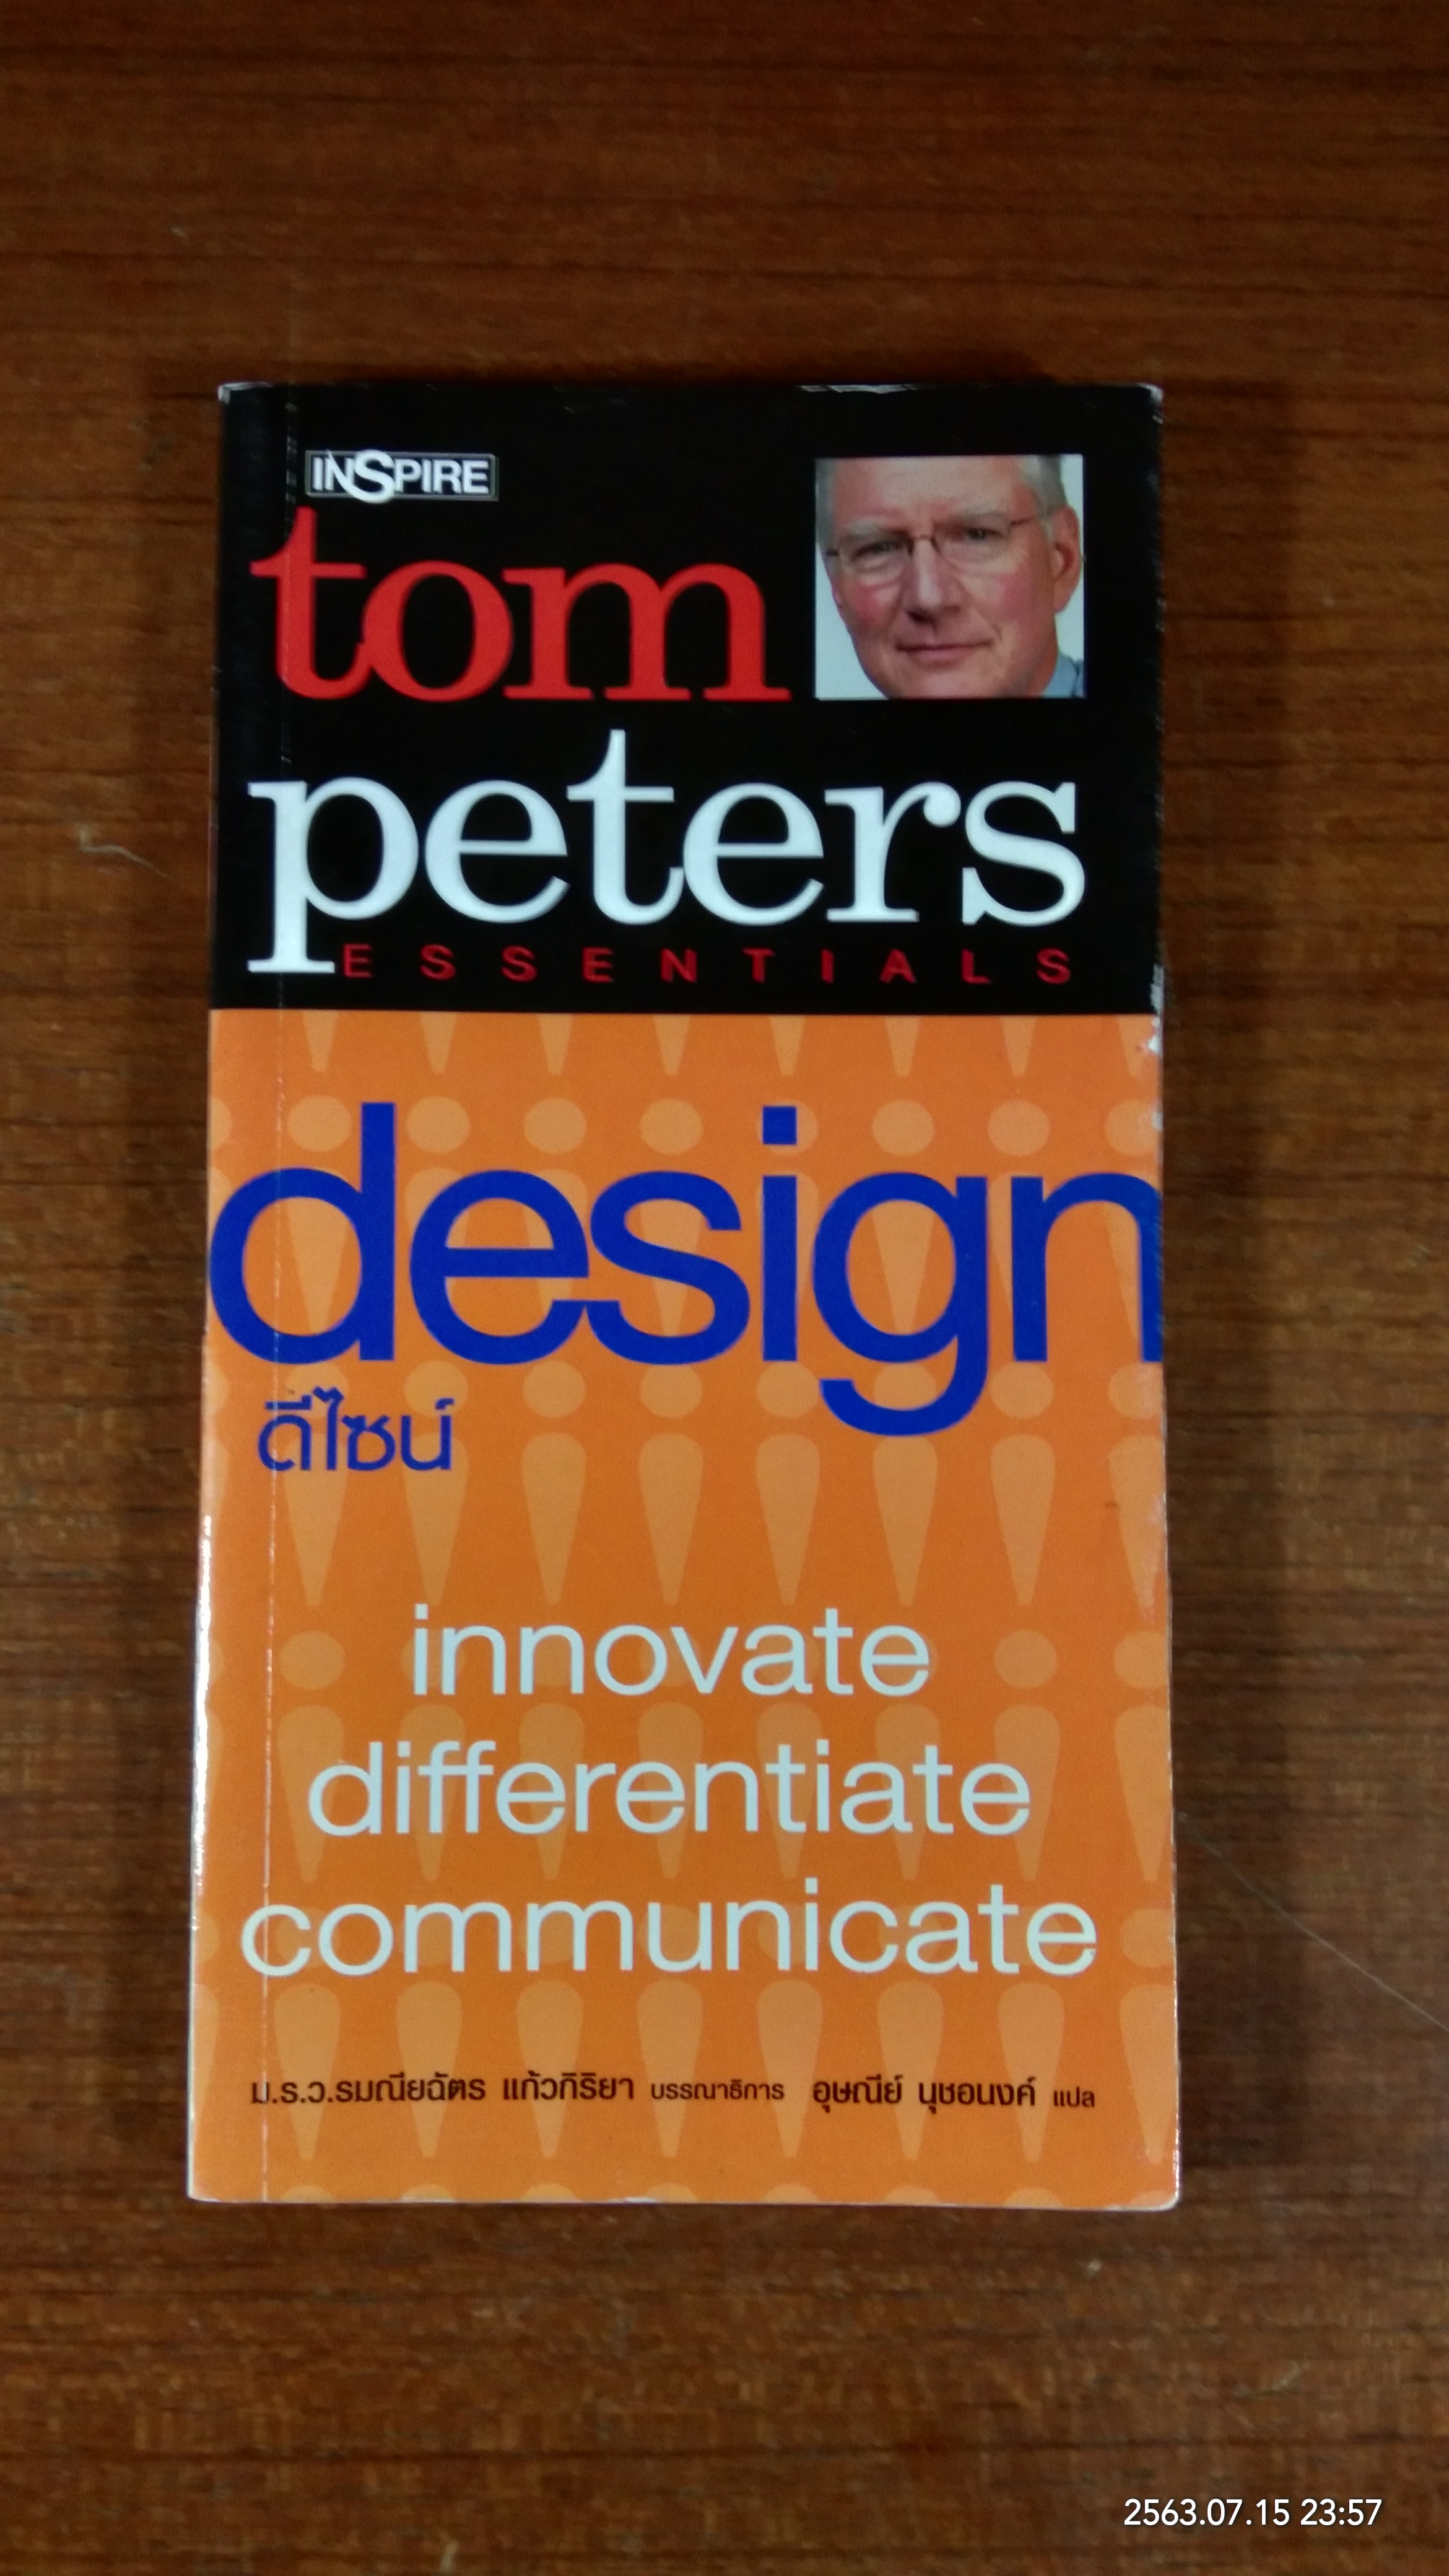 INSPIRE
tom
peters
ESSENTIALS
design
ดีไซน์
innovate
differentiate
communicate
ม.ร.ว.รมณียฉัตร แก้วกิริยา บรรณาธิการ อุษณีย์ นุชอนงค์ แปล
2563.07.15 23:57